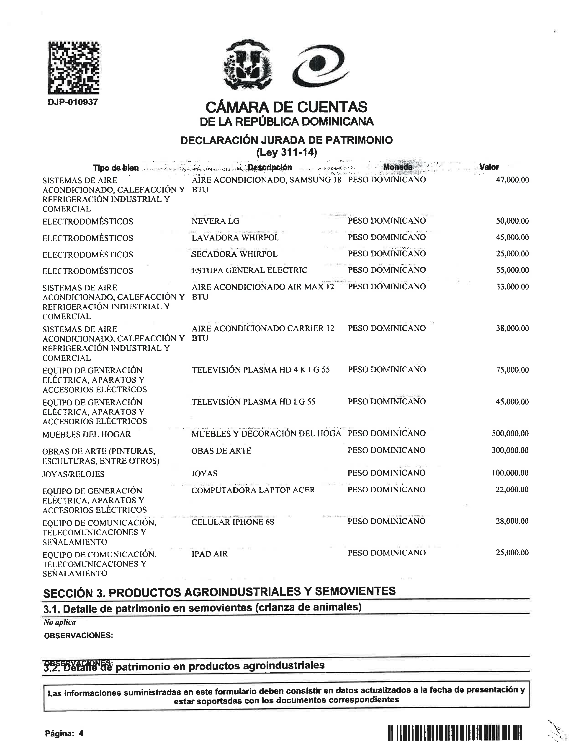 DJP-010937
CÁMARA DE CUENTAS
DE LA REPÚBLICA DOMINICANA
DECLARACIÓN JURADA DE PATRIMONIO
(Ley 311-14)
Tipo de bien Descripción Moneda Valor
SISTEMAS DE AIRE AIRE ACONDICIONADO, SAMSUNG 18 PESO DOMINICANO 47,000.00
ACONDICIONADO, CALEFACCIÓN Y BTU
REFRIGERACIÓN INDUSTRIAL Y
COMERCIAL
ELECTRODOMÉSTICOS NEVERA LG PESO DOMINICANO 50,000.00
ELECTRODOMÉSTICOS LAVADORA WHIRPOL PESO DOMINICANO 45,000.00
ELECTRODOMÉSTICOS SECADORA WHIRPOL PESO DOMINICANO 25,000.00
ELECTRODOMÉSTICOS ESTUFA GENERAL ELECTRIC PESO DOMINICANO 55,000.00
SISTEMAS DE AIRE AIRE ACONDICIONADO AIR MAX 12 PESO DOMINICANO
ACONDICIONADO, CALEFACCIÓN Y BTU
REFRIGERACIÓN INDUSTRIAL Y
COMERCIAL
SISTEMAS DE AIRE AIRE ACONDICIONADO CARRIER 12 PESO DOMINICANO 38,000.00
ACONDICIONADO, CALEFACCIÓN Y BTU
REFRIGERACIÓN INDUSTRIAL Y
COMERCIAL
EQUIPO DE GENERACIÓN TELEVISIÓN PLASMA HD 4 K LG 65 PESO DOMINICANO 75,000.00
ELÉCTRICA, APARATOS Y
ACCESORIOS ELÉCTRICOS
EQUIPO DE GENERACIÓN TELEVISIÓN PLASMA HD LG 55 PESO DOMINICANO 45,000.00
ELÉCTRICA, APARATOS Y
ACCESORIOS ELÉCTRICOS
MUEBLES DEL HOGAR MUEBLES Y DECORACIÓN DEL HOGA PESO DOMINICANO
OBRAS DE ARTE (PINTURAS, OBAS DE ARTE PESO DOMINICANO 300,000.00
ESCULTURAS, ENTRE OTROS)
JOYAS/RELOJES JOYAS PESO DOMINICANO 100,000.00
EQUIPO DE GENERACIÓN COMPUTADORA LAPTOP ACER PESO DOMINICANO 22,000.00
ELÉCTRICA, APARATOS Y
ACCESORIOS ELÉCTRICOS
EQUIPO DE COMUNICACIÓN, CELULAR IPHONE 6S PESO DOMINICANO 28,000.00
TELECOMUNICACIONES Y
SEÑALAMIENTO
EQUIPO DE COMUNICACIÓN, IPAD AIR PESO DOMINICANO 25,000.00
TELECOMUNICACIONES Y
SEÑALAMIENTO
SECCIÓN 3. PRODUCTOS AGROINDUSTRIALES Y SEMOVIENTES
3.1. Detalle de patrimonio en semovientes (crianza de animales)
No aplica
OBSERVACIONES:
OBSERVACIONES:
3.2. Detalle de patrimonio en productos agroindustriales
Las informaciones suministradas en este formulario deben consistir en datos actualizados a la fecha de presentación y
estar soportadas con los documentos correspondientes
Página: 4